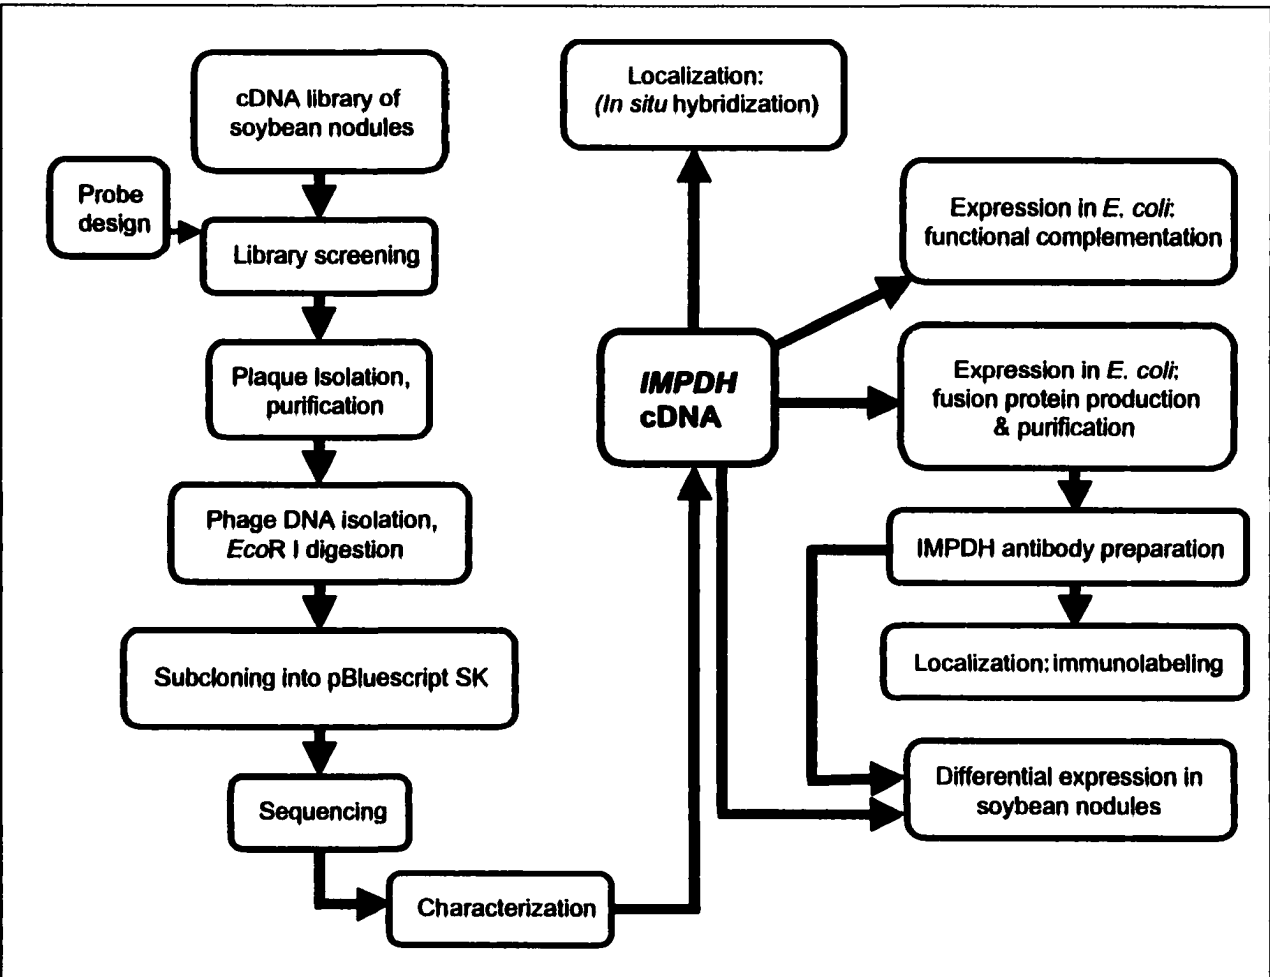 cDNA library of
soybean nodules
Probe
design
Library screening
Plaque Isolation,
purification
Phage DNA isolation,
EcoR I digestion
Subcloning into pBluescript SK
Sequencing
Characterization
Localization:
(In situ hybridization)
IMPDH
cDNA
Expression in E. coli:
functional complementation
Expression in E. coli:
fusion protein production
& purification
IMPDH antibody preparation
Localization: immunolabeling
Differential expression in
soybean nodules